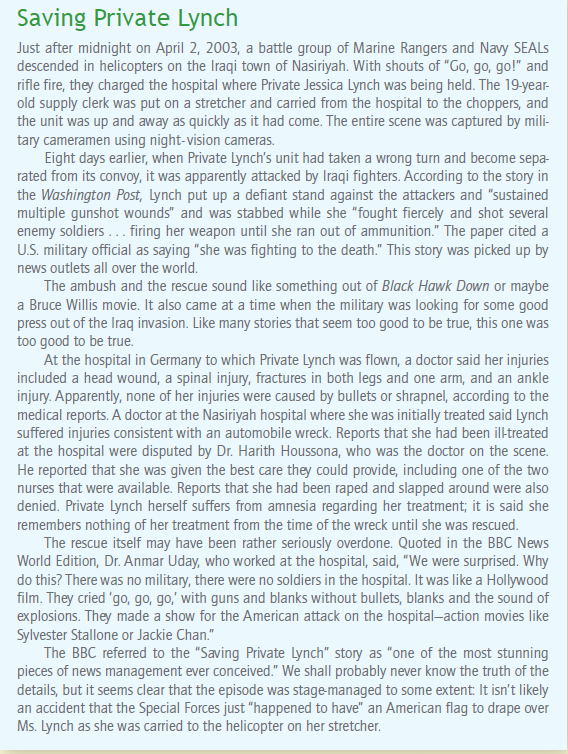 Saving Private Lynch
Just after midnight on April 2, 2003, a battle group of Marine Rangers and Navy SEALs
descended in helicopters on the Iraqi town of Nasiriyah. With shouts of “Go, go, go!” and
rifle fire, they charged the hospital where Private Jessica Lynch was being held. The 19-year-
old supply clerk was put on a stretcher and carried from the hospital to the choppers, and
the unit was up and away as quickly as it had come. The entire scene was captured by mili-
tary cameramen using night-vision cameras.
Eight days earlier, when Private Lynch’s unit had taken a wrong turn and become sepa-
rated from its convoy, it was apparently attacked by Iraqi fighters. According to the story in
the Washington Post, Lynch put up a defiant stand against the attackers and “sustained
multiple gunshot wounds” and was stabbed while she “fought fiercely and shot several
enemy soldiers . . . firing her weapon until she ran out of ammunition.” The paper cited a
U.S. military official as saying “she was fighting to the death.” This story was picked up by
news outlets all over the world.
The ambush and the rescue sound like something out of Black Hawk Down or maybe
a Bruce Willis movie. It also came at a time when the military was looking for some good
press out of the Iraq invasion. Like many stories that seem too good to be true, this one was
too good to be true.
At the hospital in Germany to which Private Lynch was flown, a doctor said her injuries
included a head wound, a spinal injury, fractures in both legs and one arm, and an ankle
injury. Apparently, none of her injuries were caused by bullets or shrapnel, according to the
medical reports. A doctor at the Nasiriyah hospital where she was initially treated said Lynch
suffered injuries consistent with an automobile wreck. Reports that she had been ill-treated
at the hospital were disputed by Dr. Harith Houssona, who was the doctor on the scene.
He reported that she was given the best care they could provide, including one of the two
nurses that were available. Reports that she had been raped and slapped around were also
denied. Private Lynch herself suffers from amnesia regarding her treatment; it is said she
remembers nothing of her treatment from the time of the wreck until she was rescued.
The rescue itself may have been rather seriously overdone. Quoted in the BBC News
World Edition, Dr. Anmar Uday, who worked at the hospital, said, “We were surprised. Why
do this? There was no military, there were no soldiers in the hospital. It was like a Hollywood
film. They cried ‘go, go, go,’ with guns and blanks without bullets, blanks and the sound of
explosions. They made a show for the American attack on the hospital—action movies like
Sylvester Stallone or Jackie Chan.”
The BBC referred to the “Saving Private Lynch” story as “one of the most stunning
pieces of news management ever conceived.” We shall probably never know the truth of the
details, but it seems clear that the episode was stage-managed to some extent: It isn’t likely
an accident that the Special Forces just “happened to have” an American flag to drape over
Ms. Lynch as she was carried to the helicopter on her stretcher.